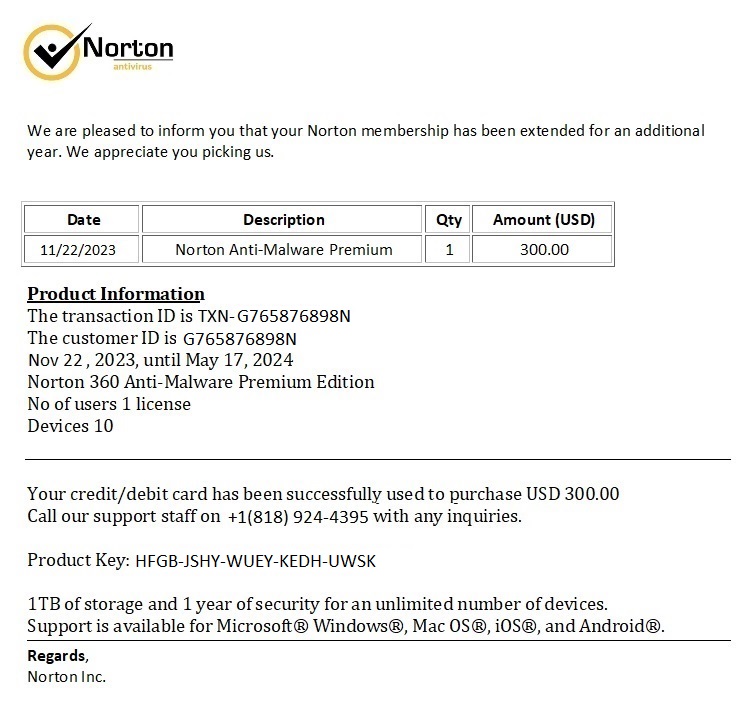 Norton
antivirus
We are pleased to inform you that your Norton membership has been extended for an additional
year. We appreciate you picking us.
Date Description Qty Amount (USD)
11/22/2023 Norton Anti-Malware Premium 1 300.00
Product Information
The transaction ID is TXN-G765876898N
The customer ID is G765876898N
Nov 22 , 2023, until May 17, 2024
Norton 360 Anti-Malware Premium Edition
No of users 1 license
Devices 10
Your credit/debit card has been successfully used to purchase USD 300.00
Call our support staff on +1(818) 924-4395 with any inquiries.
Product Key: HFGB-JSHY-WUEY-KEDH-UWSK
1TB of storage and 1 year of security for an unlimited number of devices.
Support is available for Microsoft® Windows®, Mac OS®, iOS®, and Android®.
Regards,
Norton Inc.